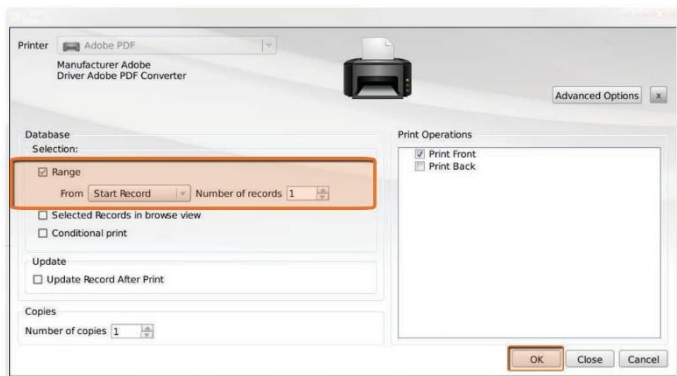 Printer Adobe PDF
Manufacturer Adobe
Driver Adobe PDF Converter
Advanced Options x
Database
Selection:
Range
From Start Record Number of records 1
Selected Records in browse view
Conditional print
Update
Update Record After Print
Copies
Number of copies 1
Print Operations
Print Front
Print Back
OK Close Cancel